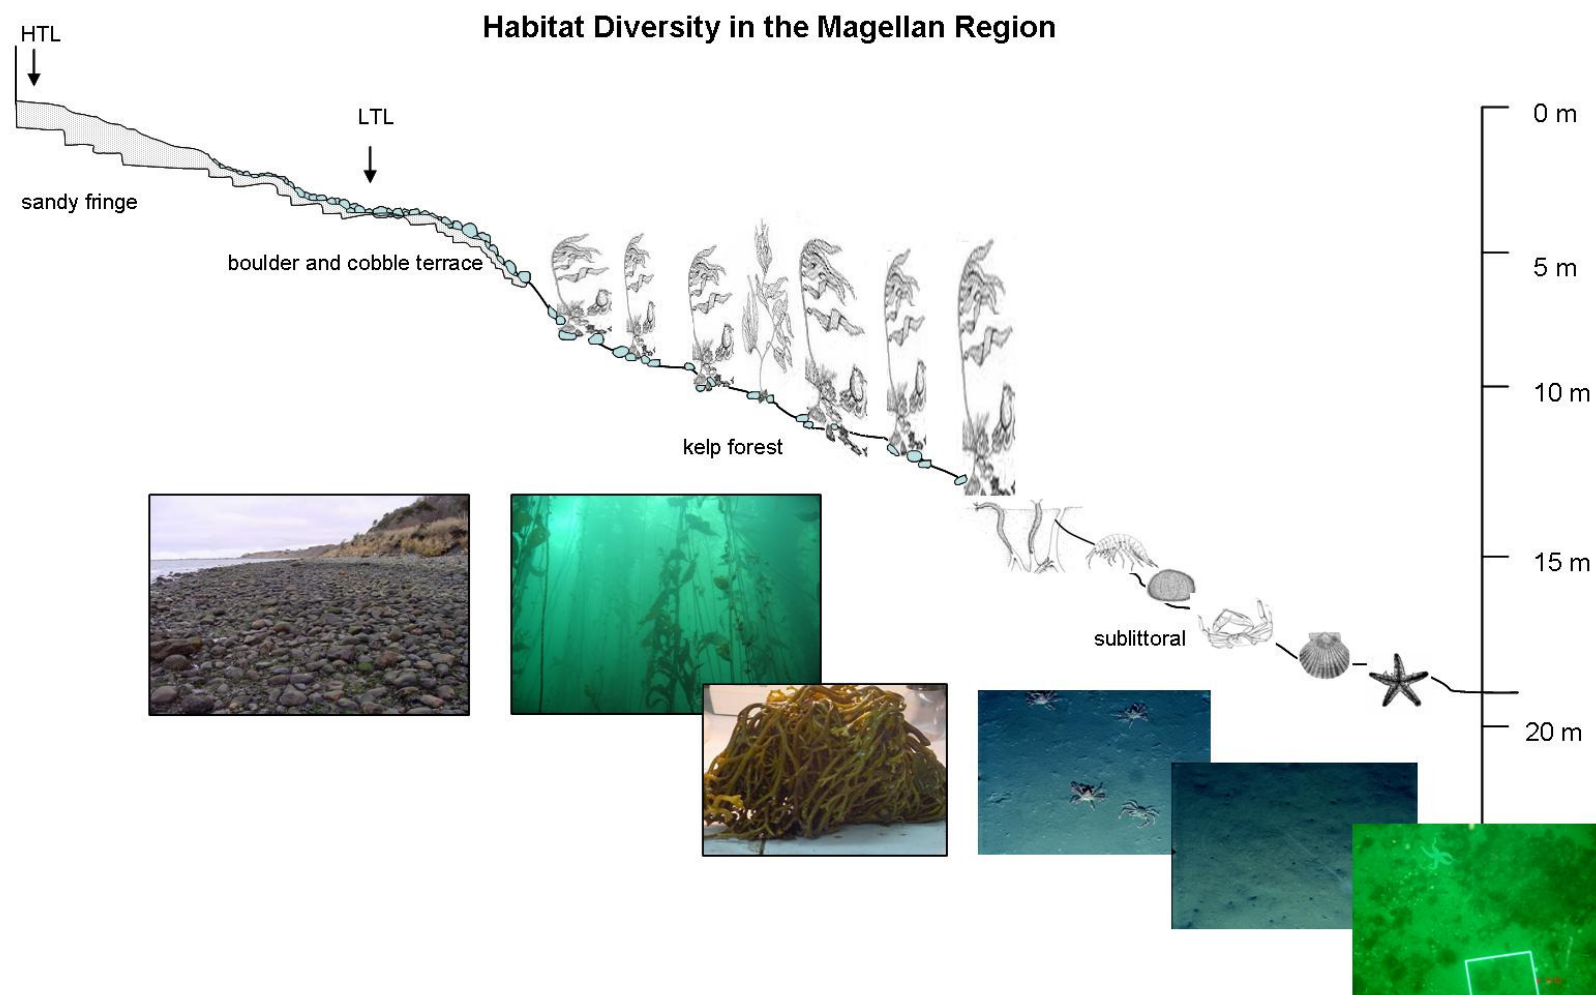 Habitat Diversity in the Magellan Region
HTL
LTL
0 m
sandy fringe
boulder and cobble terrace
5 m
10 m
kelp forest
15 m
sublittoral
20 m